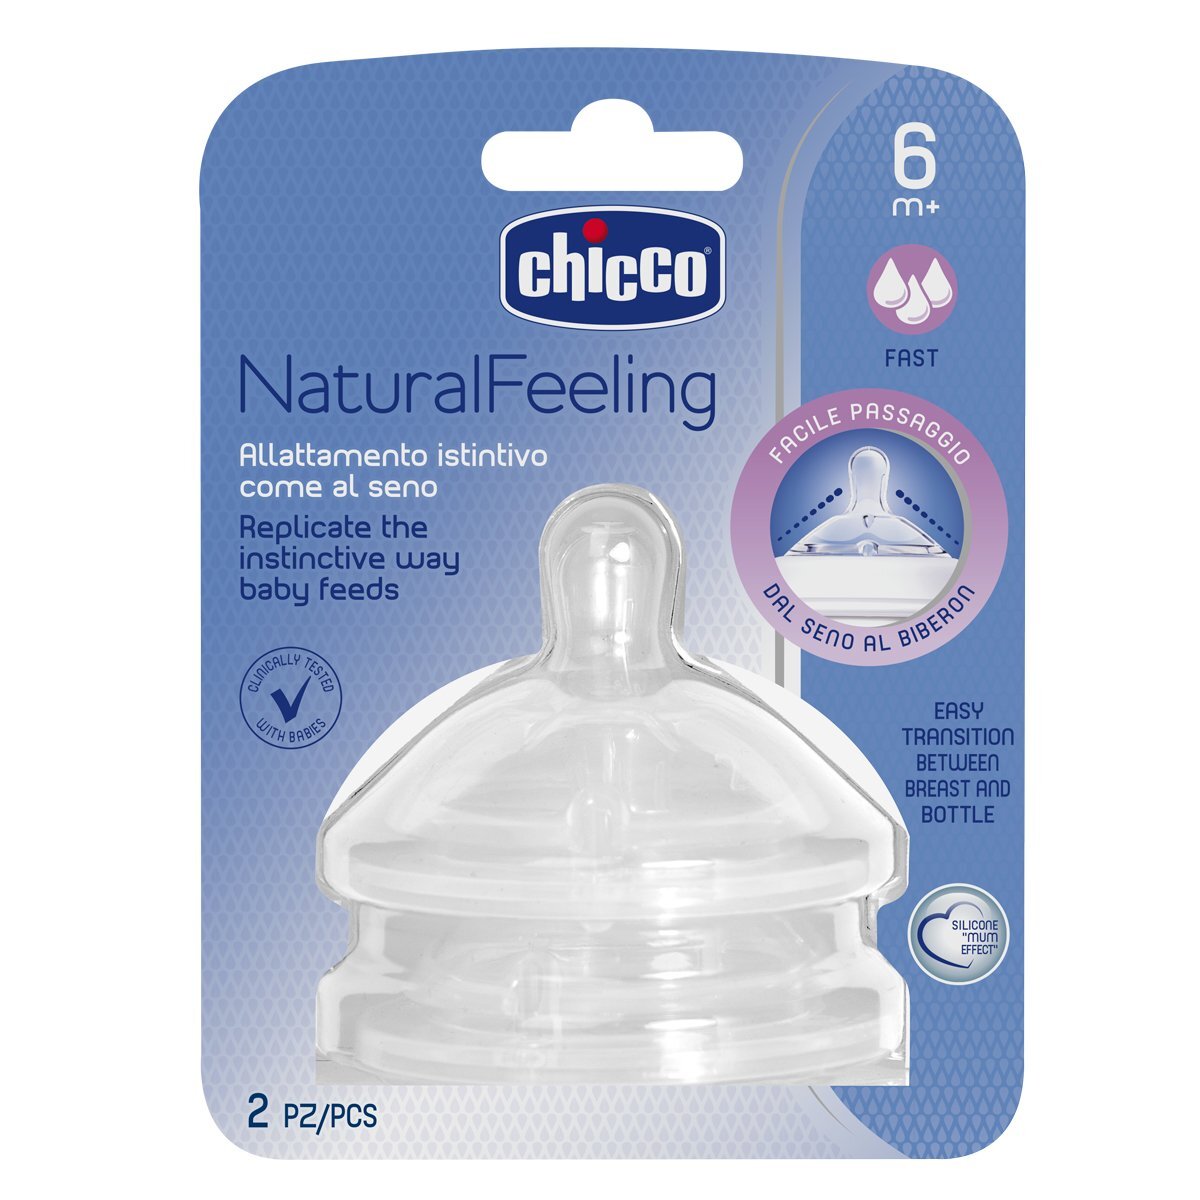 6
m+
chicco®
FAST
NaturalFeeling
FACILE PASSAGGIO
DAL SENO AL BIBERON
Allattamento istintivo
come al seno
Replicate the
instinctive way
baby feeds
CLINICALLY TESTED
WITH BABIES
EASY
TRANSITION
BETWEEN
BREAST AND
BOTTLE
SILICONE
"MUM
EFFECT"
2 PZ/PCS